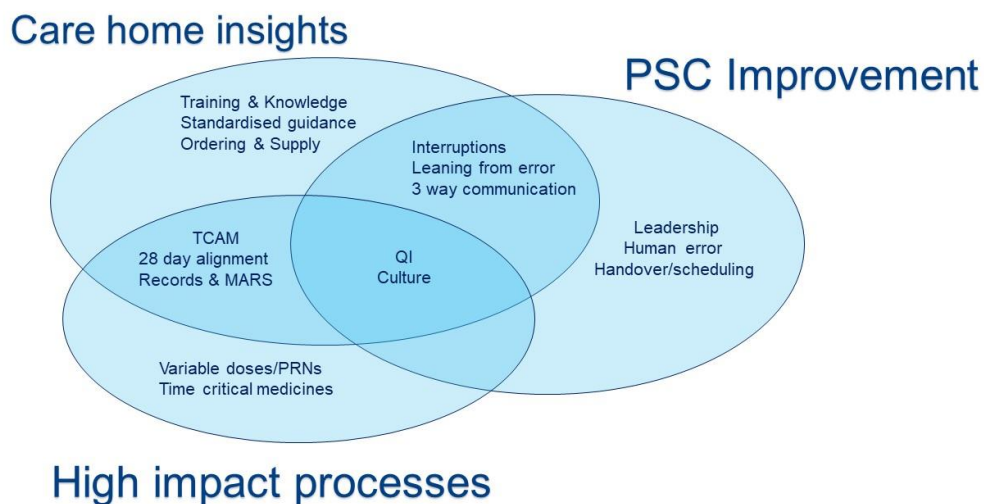 Care home insights
PSC Improvement
Training & Knowledge
Standardised guidance
Ordering & Supply
Interruptions
Leaning from error
3 way communication
Leadership
Human error
Handover/scheduling
TCAM
28 day alignment
Records & MARS
QI
Culture
Variable doses/PRNs
Time critical medicines
High impact processes